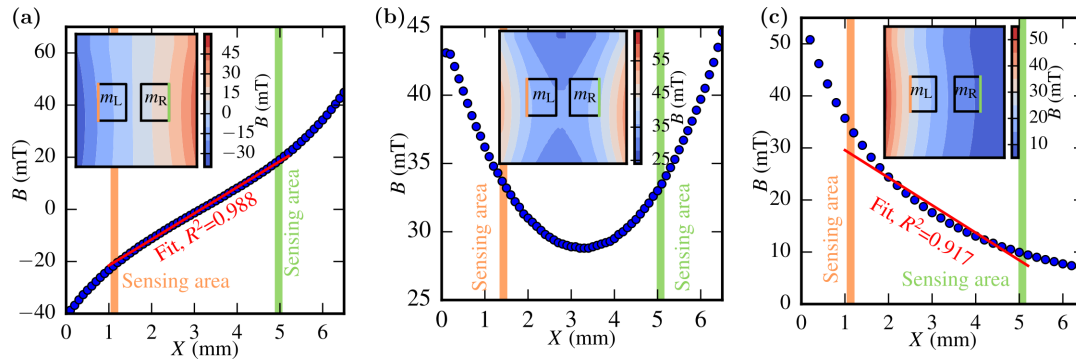 (a)
70
60
40
20
0
−20
−40
B (mT)
0 1 2 3 4 5 6
X (mm)
45
30
15
0
−15
−30
B (mT)
mL
mR
Fit, R²=0.988
Sensing area
Sensing area
(b)
45
40
35
30
25
B (mT)
0 1 2 3 4 5 6
X (mm)
65
55
45
35
25
B (mT)
mL
mR
Sensing area
Sensing area
(c)
50
40
30
20
10
0
B (mT)
0 1 2 3 4 5 6
X (mm)
50
40
30
20
10
B (mT)
mL
mR
Fit, R²=0.917
Sensing area
Sensing area